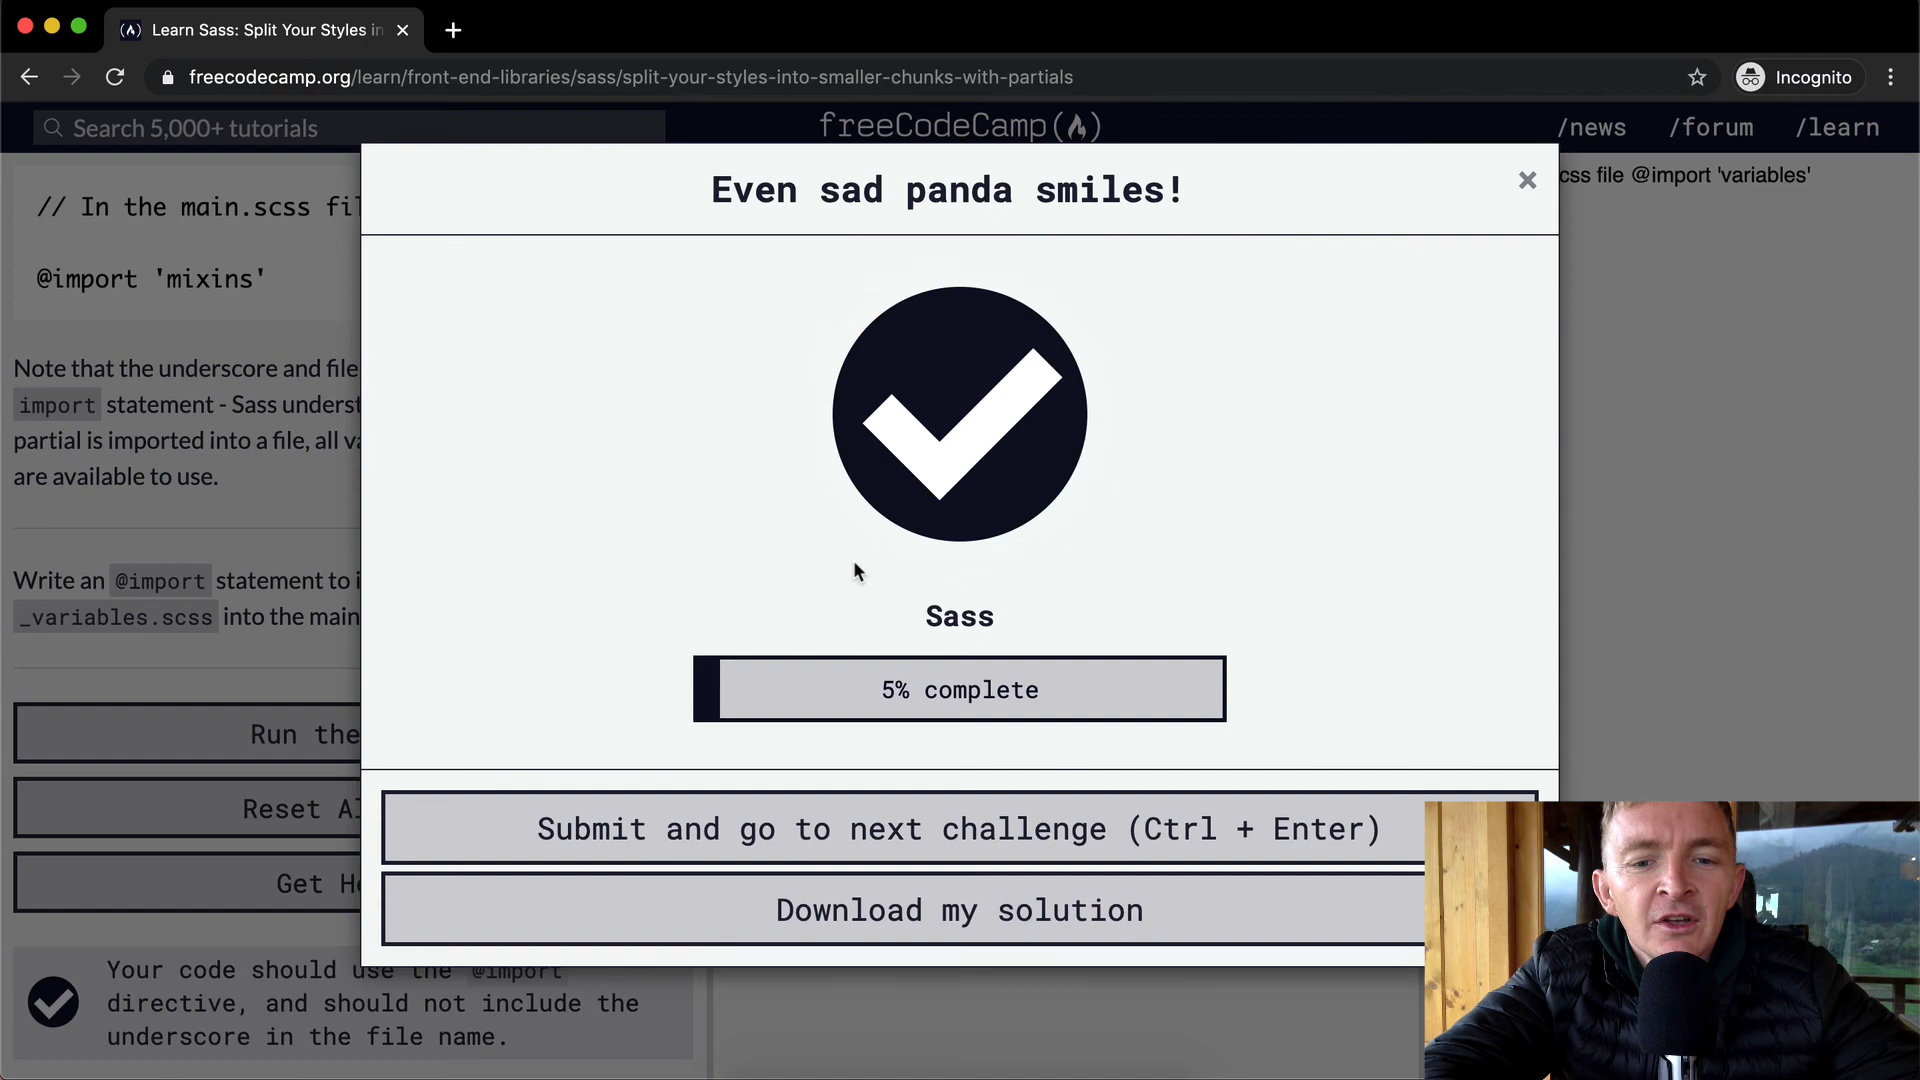 Learn Sass: Split Your Styles in
freecodecamp.org/learn/front-end-libraries/sass/split-your-styles-into-smaller-chunks-with-partials
Incognito
Search 5,000+ tutorials
freeCodeCamp
/news /forum /learn
// In the main.scss fil
@import 'mixins'
css file @import 'variables'
Note that the underscore and file
import statement - Sass underst
partial is imported into a file, all va
are available to use.
Write an @import statement to i
_variables.scss into the main
Run the
Reset Al
Get He
Your code should use the @import
directive, and should not include the
underscore in the file name.
Even sad panda smiles!
Sass
5% complete
Submit and go to next challenge (Ctrl + Enter)
Download my solution